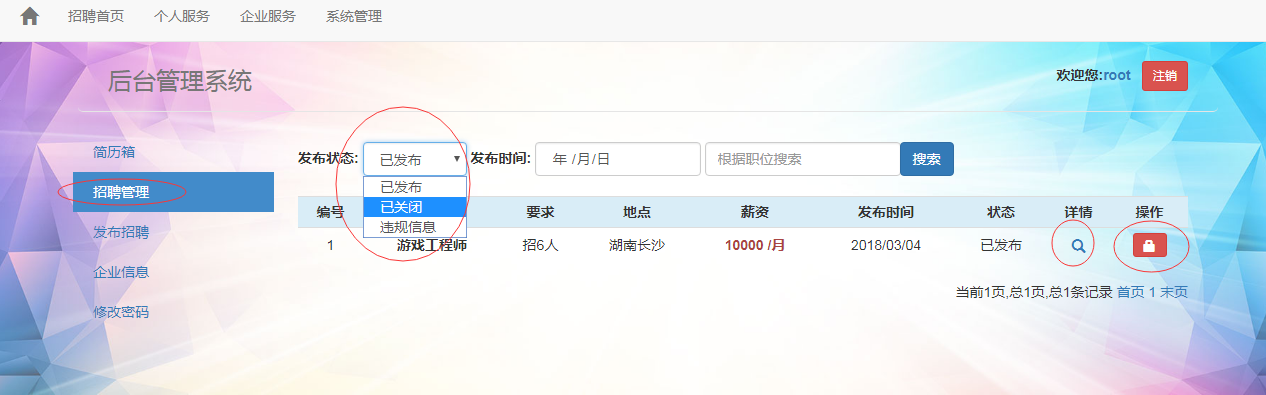 招聘首页 个人服务 企业服务 系统管理
后台管理系统 欢迎您:root 注销
简历箱
招聘管理
发布招聘
企业信息
修改密码
发布状态: 已发布 发布时间: 年 /月/日 根据职位搜索 搜索
已发布
已关闭
违规信息
编号 要求 地点 薪资 发布时间 状态 详情 操作
1 游戏工程师 招6人 湖南长沙 10000 /月 2018/03/04 已发布
当前1页,总1页,总1条记录 首页 1 末页